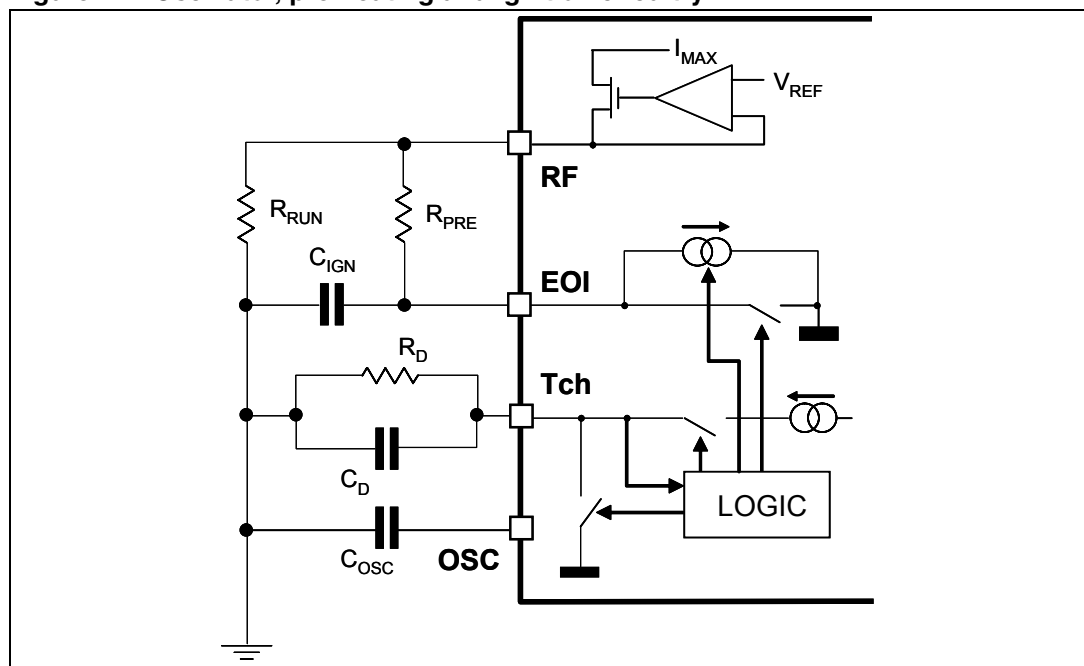 I_MAX
V_REF
RF
R_RUN
R_PRE
C_IGN
EOI
R_D
Tch
C_D
LOGIC
C_OSC
OSC